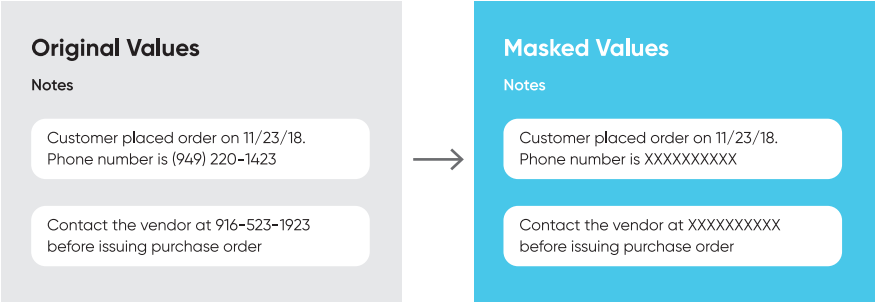 Original Values
Notes
Customer placed order on 11/23/18.
Phone number is (949) 220-1423
Contact the vendor at 916-523-1923
before issuing purchase order
Masked Values
Notes
Customer placed order on 11/23/18.
Phone number is XXXXXXXXXX
Contact the vendor at XXXXXXXXXX
before issuing purchase order